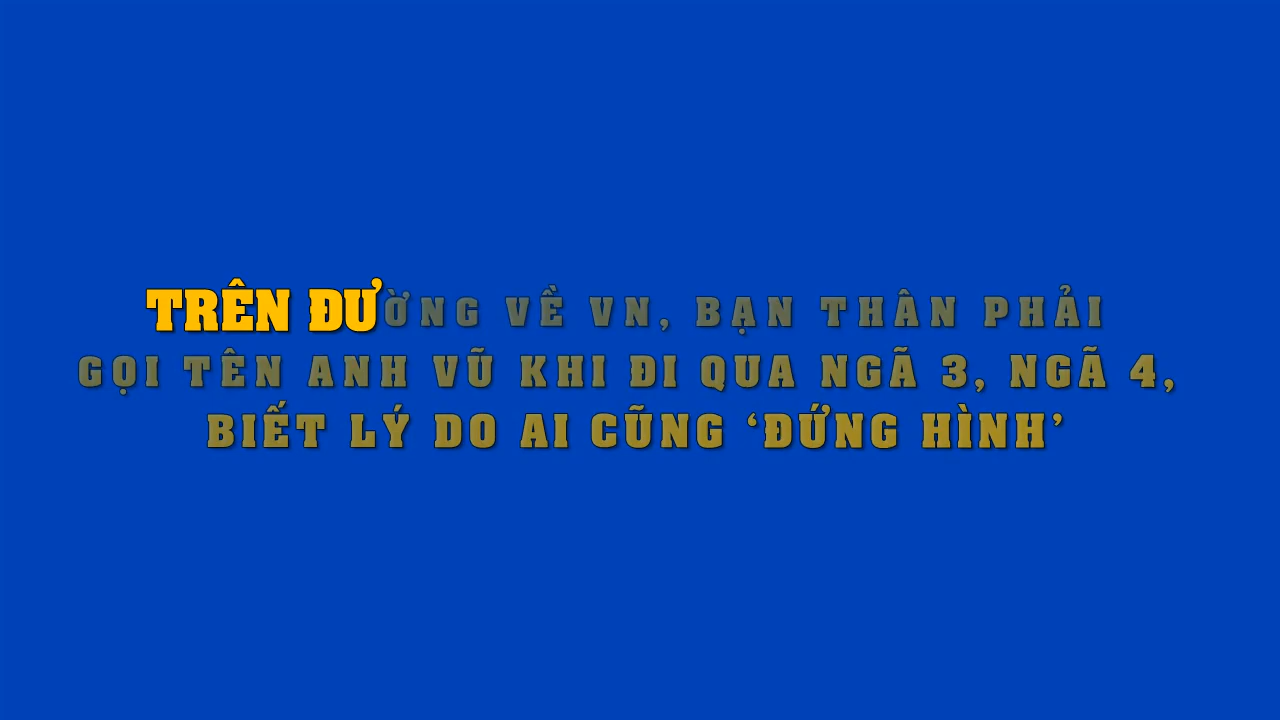 TRÊN ĐƯỜNG VỀ VN, BẠN THÂN PHẢI
GỌI TÊN ANH VŨ KHI ĐI QUA NGÃ 3, NGÃ 4,
BIẾT LÝ DO AI CŨNG ‘ĐỨNG HÌNH’